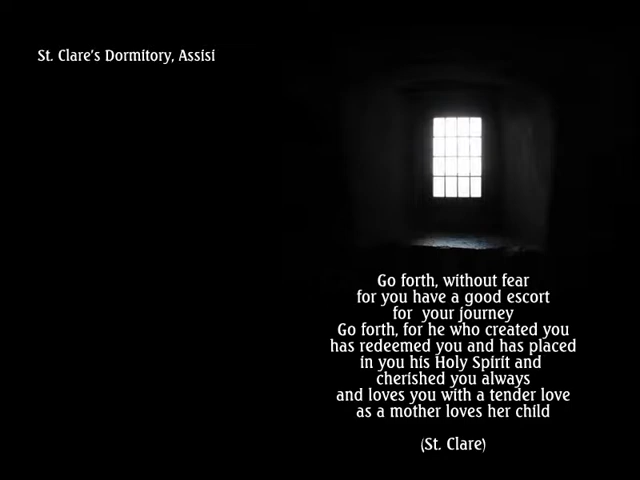 St. Clare's Dormitory, Assisi
Go forth, without fear
for you have a good escort
for your journey
Go forth, for he who created you
has redeemed you and has placed
in you his Holy Spirit and
cherished you always
and loves you with a tender love
as a mother loves her child
(St. Clare)